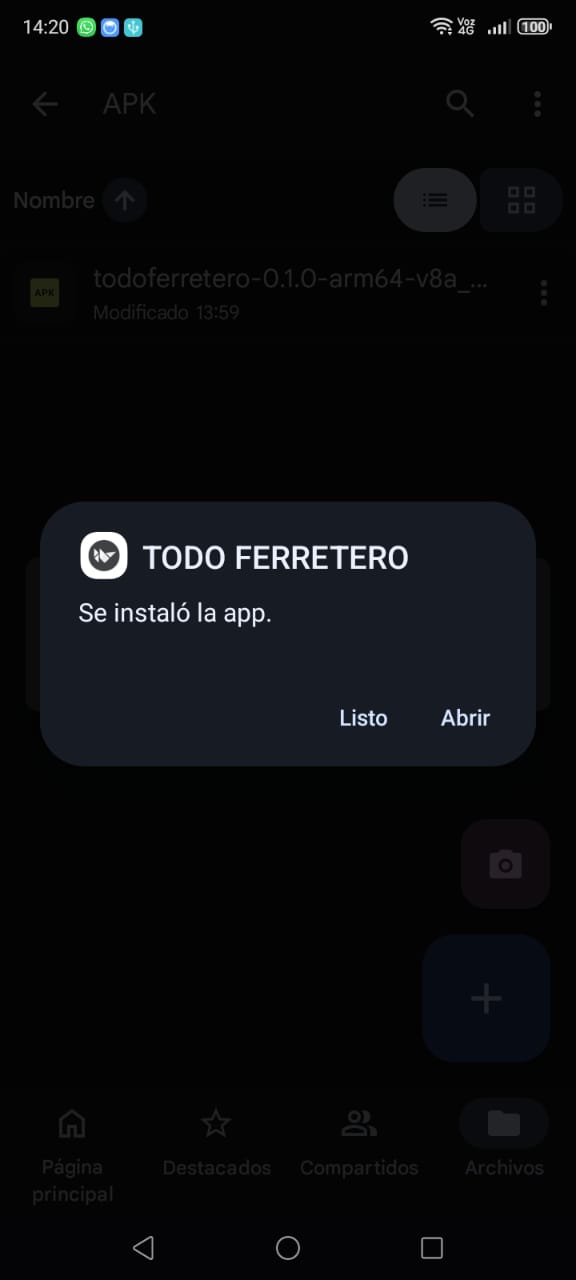 14:20
Voz
4G
100
APK
Nombre
APK
todoferretero-0.1.0-arm64-v8a_...
Modificado 13:59
TODO FERRETERO
Se instaló la app.
Listo Abrir
Página principal
Destacados
Compartidos
Archivos